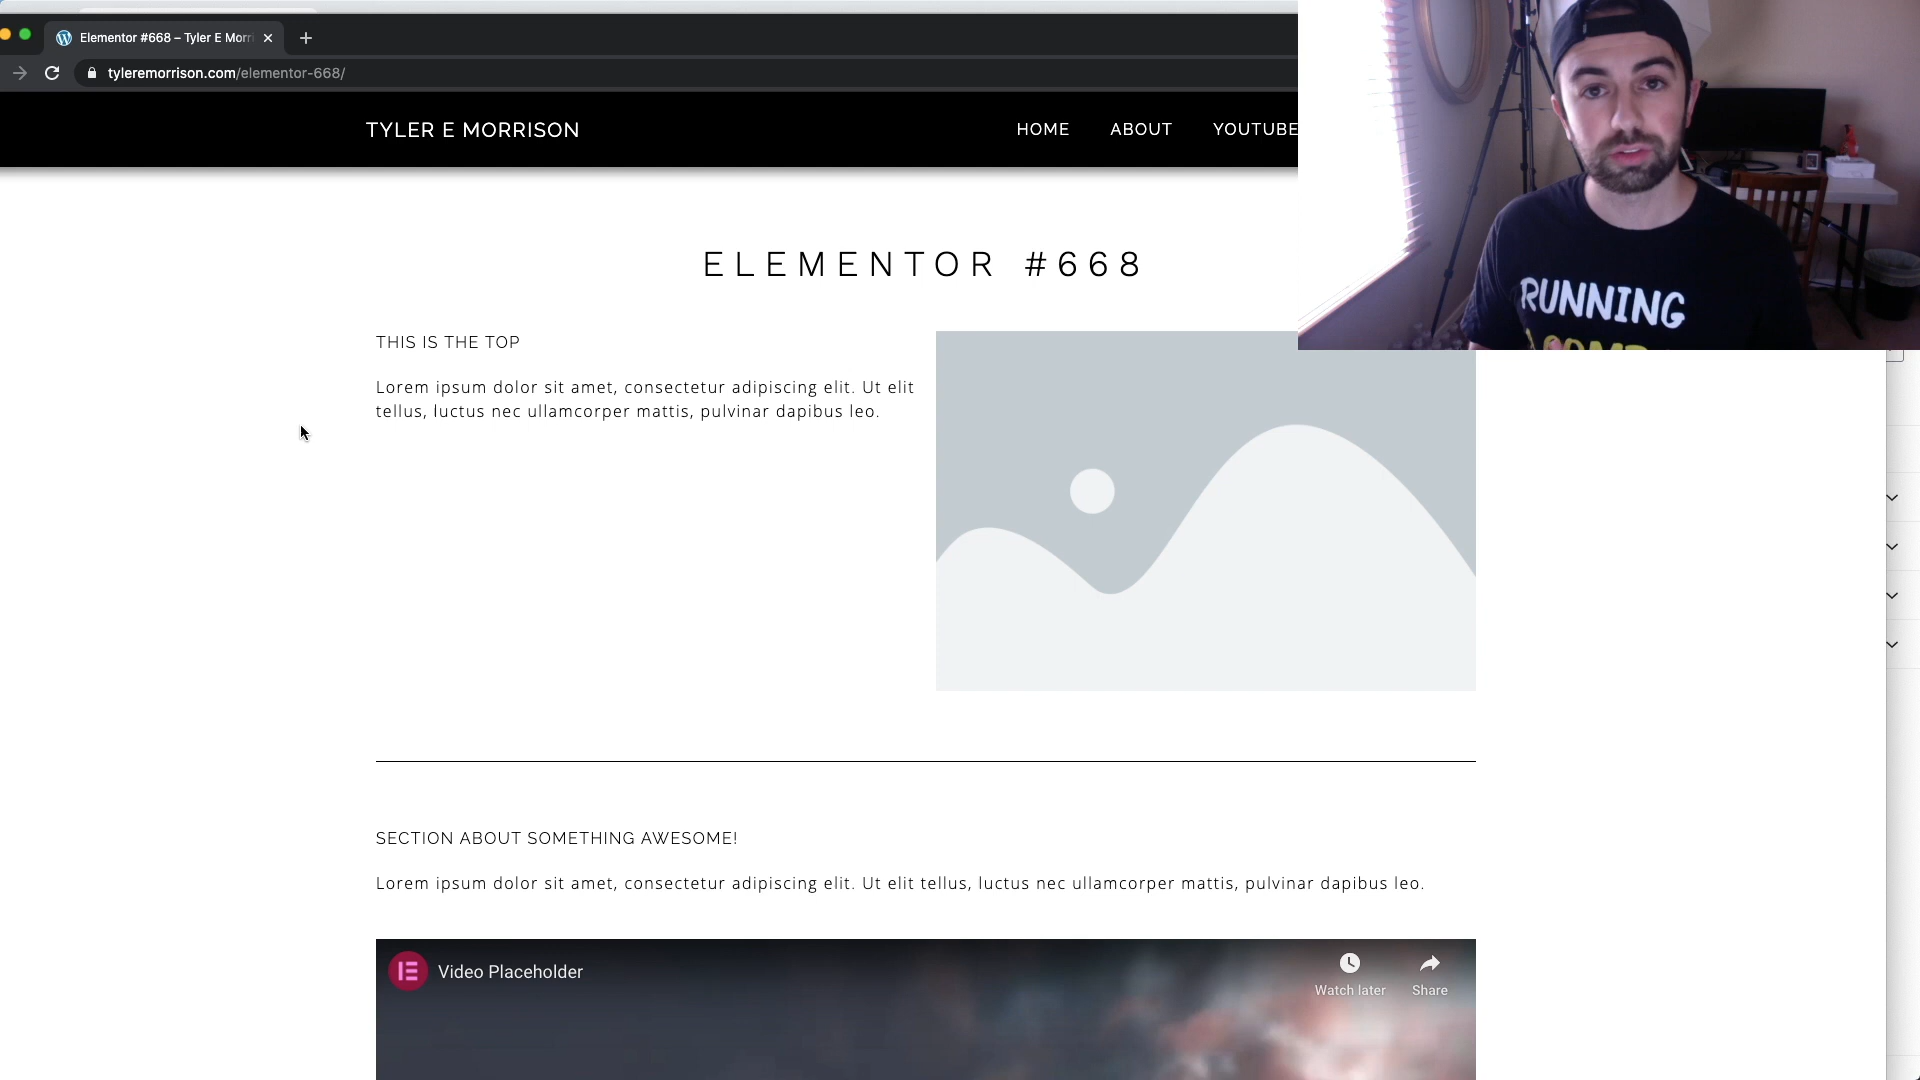 Elementor #668 – Tyler E Morr
tyleremorrison.com/elementor-668/
TYLER E MORRISON
HOME ABOUT YOUTUBE
RUNNING
ELEMENTOR #668
THIS IS THE TOP
Lorem ipsum dolor sit amet, consectetur adipiscing elit. Ut elit
tellus, luctus nec ullamcorper mattis, pulvinar dapibus leo.
SECTION ABOUT SOMETHING AWESOME!
Lorem ipsum dolor sit amet, consectetur adipiscing elit. Ut elit tellus, luctus nec ullamcorper mattis, pulvinar dapibus leo.
Video Placeholder
Watch later Share